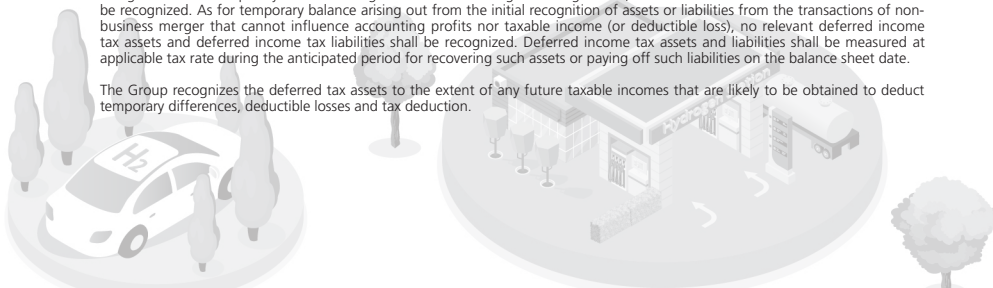 be recognized. As for temporary balance arising out from the initial recognition of assets or liabilities from the transactions of non-
business merger that cannot influence accounting profits nor taxable income (or deductible loss), no relevant deferred income
tax assets and deferred income tax liabilities shall be recognized. Deferred income tax assets and liabilities shall be measured at
applicable tax rate during the anticipated period for recovering such assets or paying off such liabilities on the balance sheet date.
The Group recognizes the deferred tax assets to the extent of any future taxable incomes that are likely to be obtained to deduct
temporary differences, deductible losses and tax deduction.
Hydrogen Station
H2